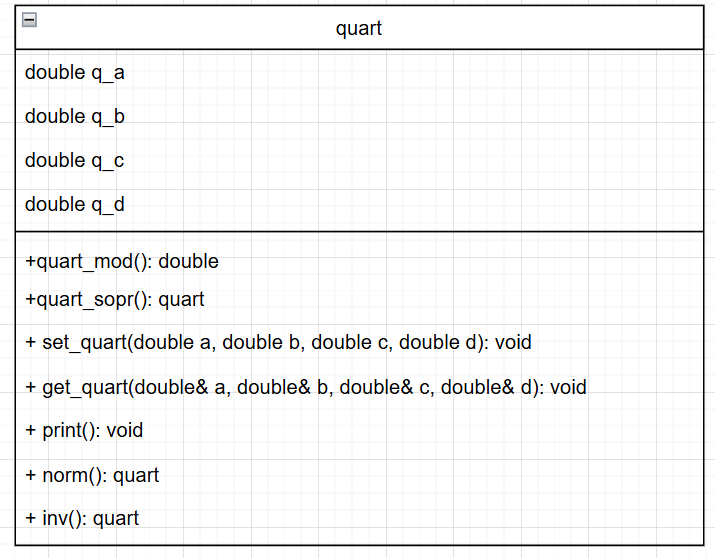 quart
double q_a
double q_b
double q_c
double q_d
+quart_mod(): double
+quart_sopr(): quart
+ set_quart(double a, double b, double c, double d): void
+ get_quart(double& a, double& b, double& c, double& d): void
+ print(): void
+ norm(): quart
+ inv(): quart